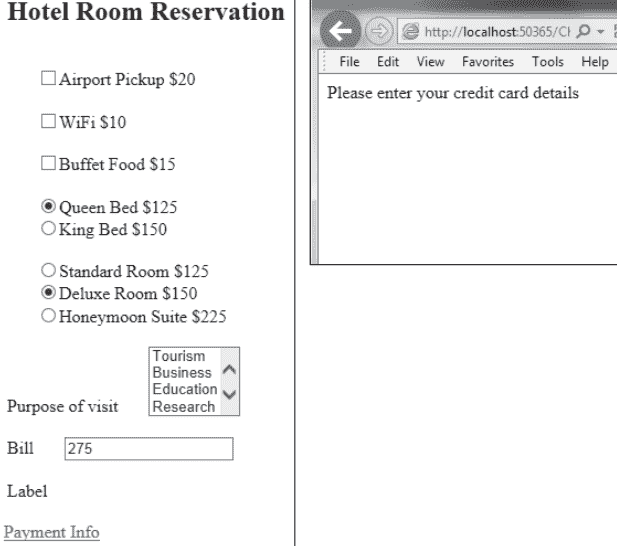 Hotel Room Reservation
Airport Pickup $20
WiFi $10
Buffet Food $15
Queen Bed $125
King Bed $150
Standard Room $125
Deluxe Room $150
Honeymoon Suite $225
Purpose of visit
Tourism
Business
Education
Research
Bill
275
Label
Payment Info
http://localhost:50365/Ch
File Edit View Favorites Tools Help
Please enter your credit card details